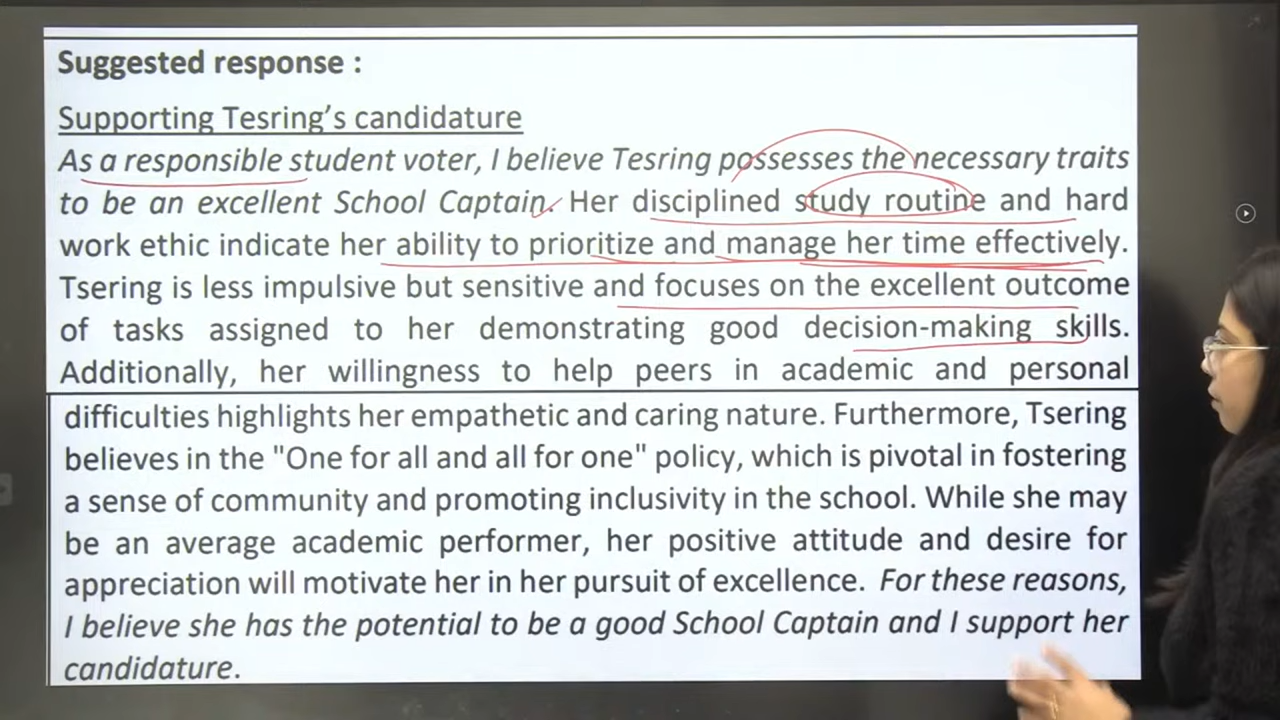 Suggested response :
Supporting Tesring's candidature
As a responsible student voter, I believe Tesring possesses the necessary traits
to be an excellent School Captain. Her disciplined study routine and hard
work ethic indicate her ability to prioritize and manage her time effectively.
Tsering is less impulsive but sensitive and focuses on the excellent outcome
of tasks assigned to her demonstrating good decision-making skills.
Additionally, her willingness to help peers in academic and personal
difficulties highlights her empathetic and caring nature. Furthermore, Tsering
believes in the "One for all and all for one" policy, which is pivotal in fostering
a sense of community and promoting inclusivity in the school. While she may
be an average academic performer, her positive attitude and desire for
appreciation will motivate her in her pursuit of excellence. For these reasons,
I believe she has the potential to be a good School Captain and I support her
candidature.